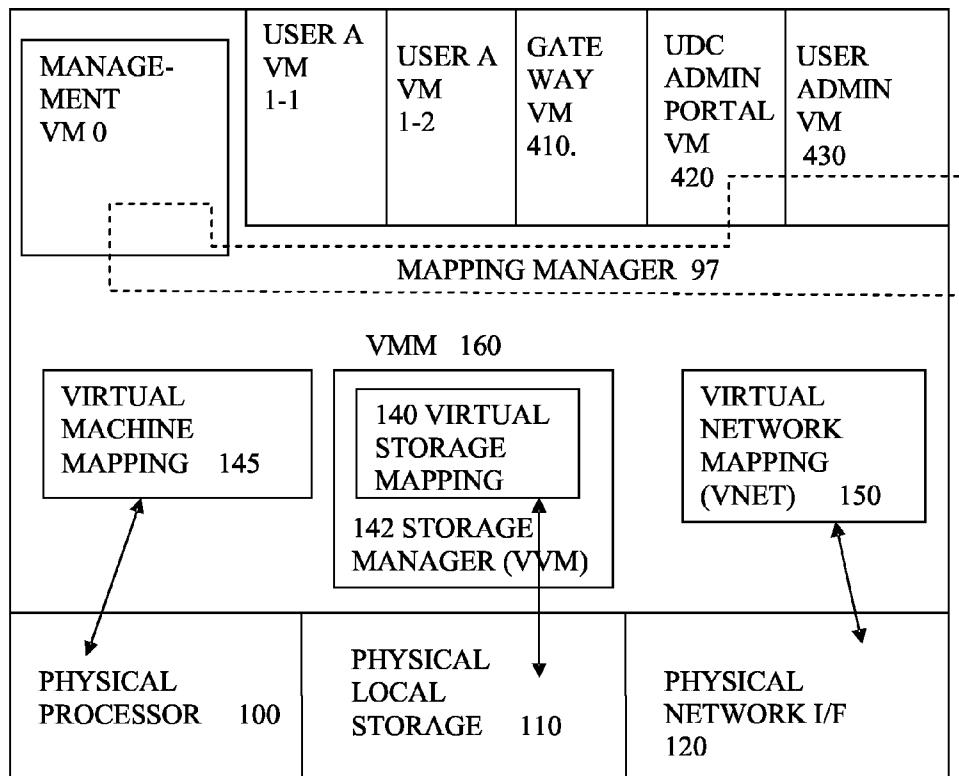 MANAGE-
MENT
VM 0
USER A
VM
1-1
USER A
VM
1-2
GATE
WAY
VM
410.
UDC
ADMIN
PORTAL
VM
420
USER
ADMIN
VM
430
MAPPING MANAGER 97
VMM 160
VIRTUAL
MACHINE
MAPPING 145
140 VIRTUAL
STORAGE
MAPPING
142 STORAGE
MANAGER (VVM)
VIRTUAL
NETWORK
MAPPING
(VNET) 150
PHYSICAL
PROCESSOR 100
PHYSICAL
LOCAL
STORAGE 110
PHYSICAL
NETWORK I/F
120